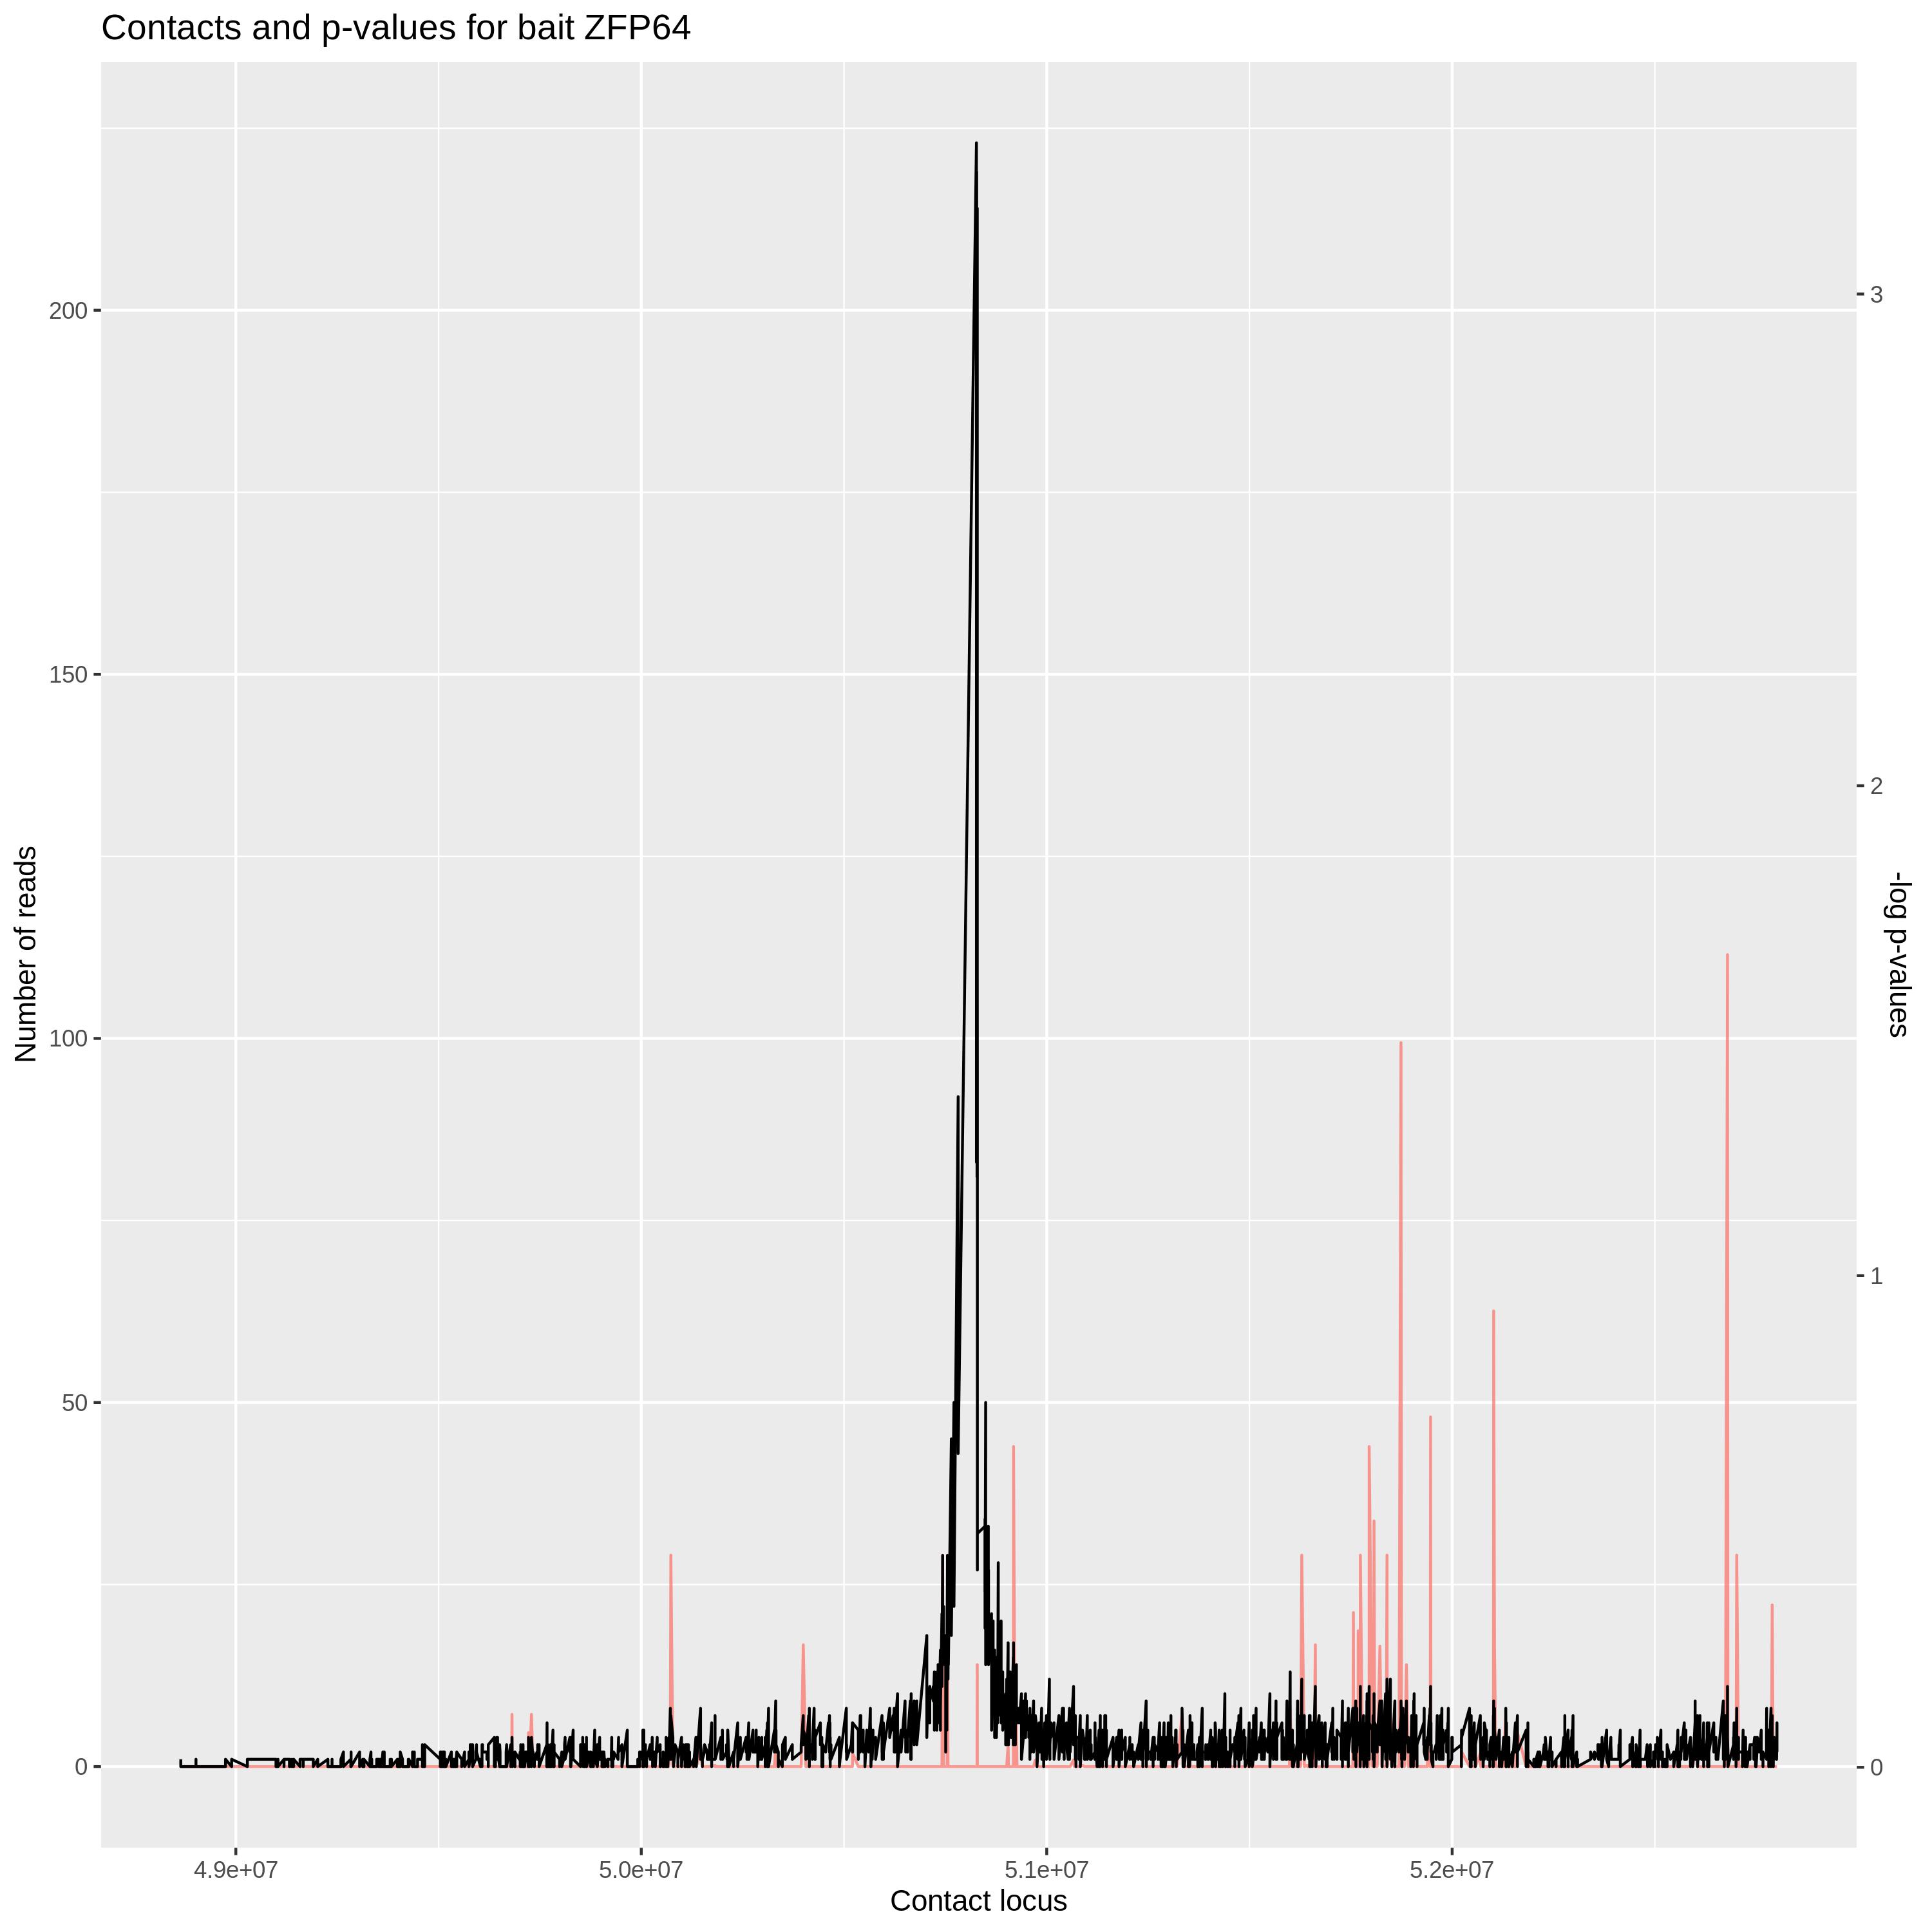 Contacts and p-values for bait ZFP64
200
150
100
50
0
Number of reads
3
2
1
0
-log p-values
4.9e+07 5.0e+07 5.1e+07 5.2e+07
Contact locus